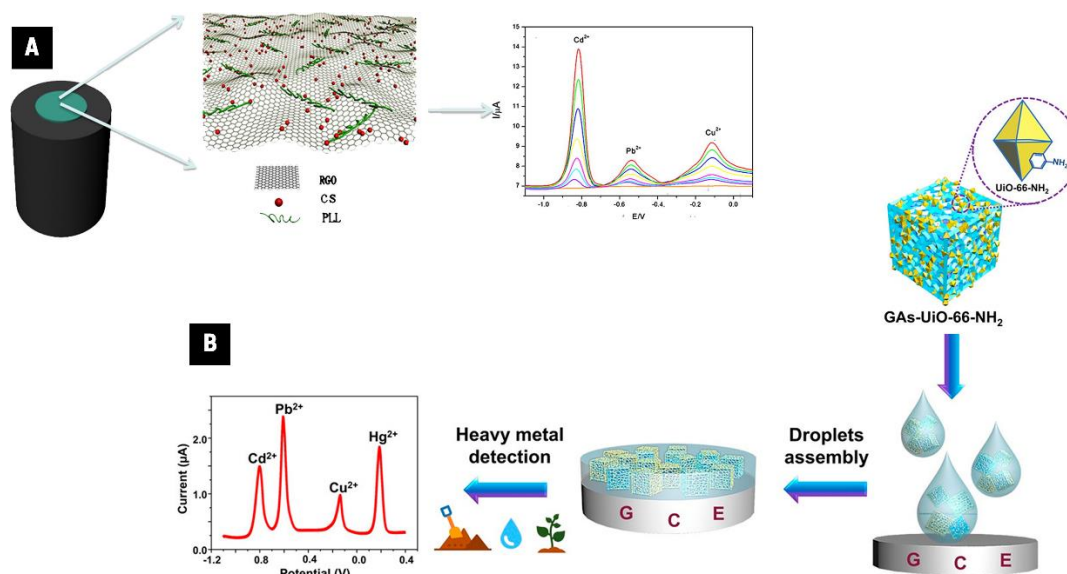 A
15
14
13
12
11
10
9
8
7
I/μA
Cd²⁺
Pb²⁺
Cu²⁺
-1.0
-0.8
-0.6
-0.4
-0.2
0.0
E/V
RGO
CS
PLL
NH₂
UiO-66-NH₂
GAs-UiO-66-NH₂
B
Current (μA)
2.0
1.0
0.0
Cd²⁺
Pb²⁺
Cu²⁺
Hg²⁺
-1.2
0.8
0.4
0.0
0.4
Potential (V)
Heavy metal
detection
G C E
Droplets
assembly
G C E